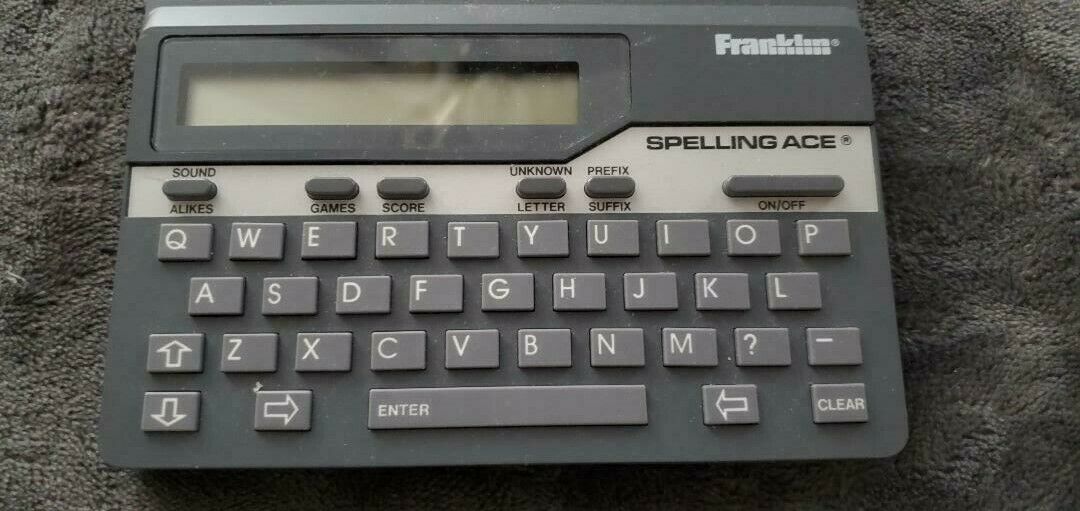 Franklin®
SPELLING ACE®
SOUND UNKNOWN PREFIX
ALIKES GAMES SCORE LETTER SUFFIX ON/OFF
Q W E R T Y U I O P
A S D F G H J K L
Z X C V B N M ? –
ENTER CLEAR